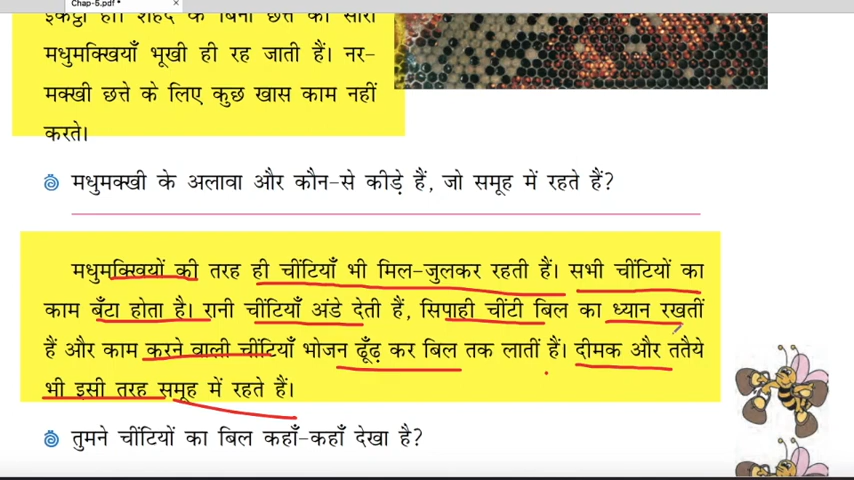 Chap-5.pdf *
इकट्ठा हो। शहद के बिना छत्ते की सारी
मधुमक्खियाँ भूखी ही रह जाती हैं। नर-
मक्खी छत्ते के लिए कुछ खास काम नहीं
करते।
मधुमक्खी के अलावा और कौन-से कीड़े हैं, जो समूह में रहते हैं?
मधुमक्खियों की तरह ही चींटियाँ भी मिल-जुलकर रहती हैं। सभी चींटियों का
काम बँटा होता है। रानी चींटियाँ अंडे देती हैं, सिपाही चींटी बिल का ध्यान रखतीं
हैं और काम करने वाली चींटियाँ भोजन ढूँढ़ कर बिल तक लातीं हैं। दीमक और ततैये
भी इसी तरह समूह में रहते हैं।
तुमने चींटियों का बिल कहाँ-कहाँ देखा है?